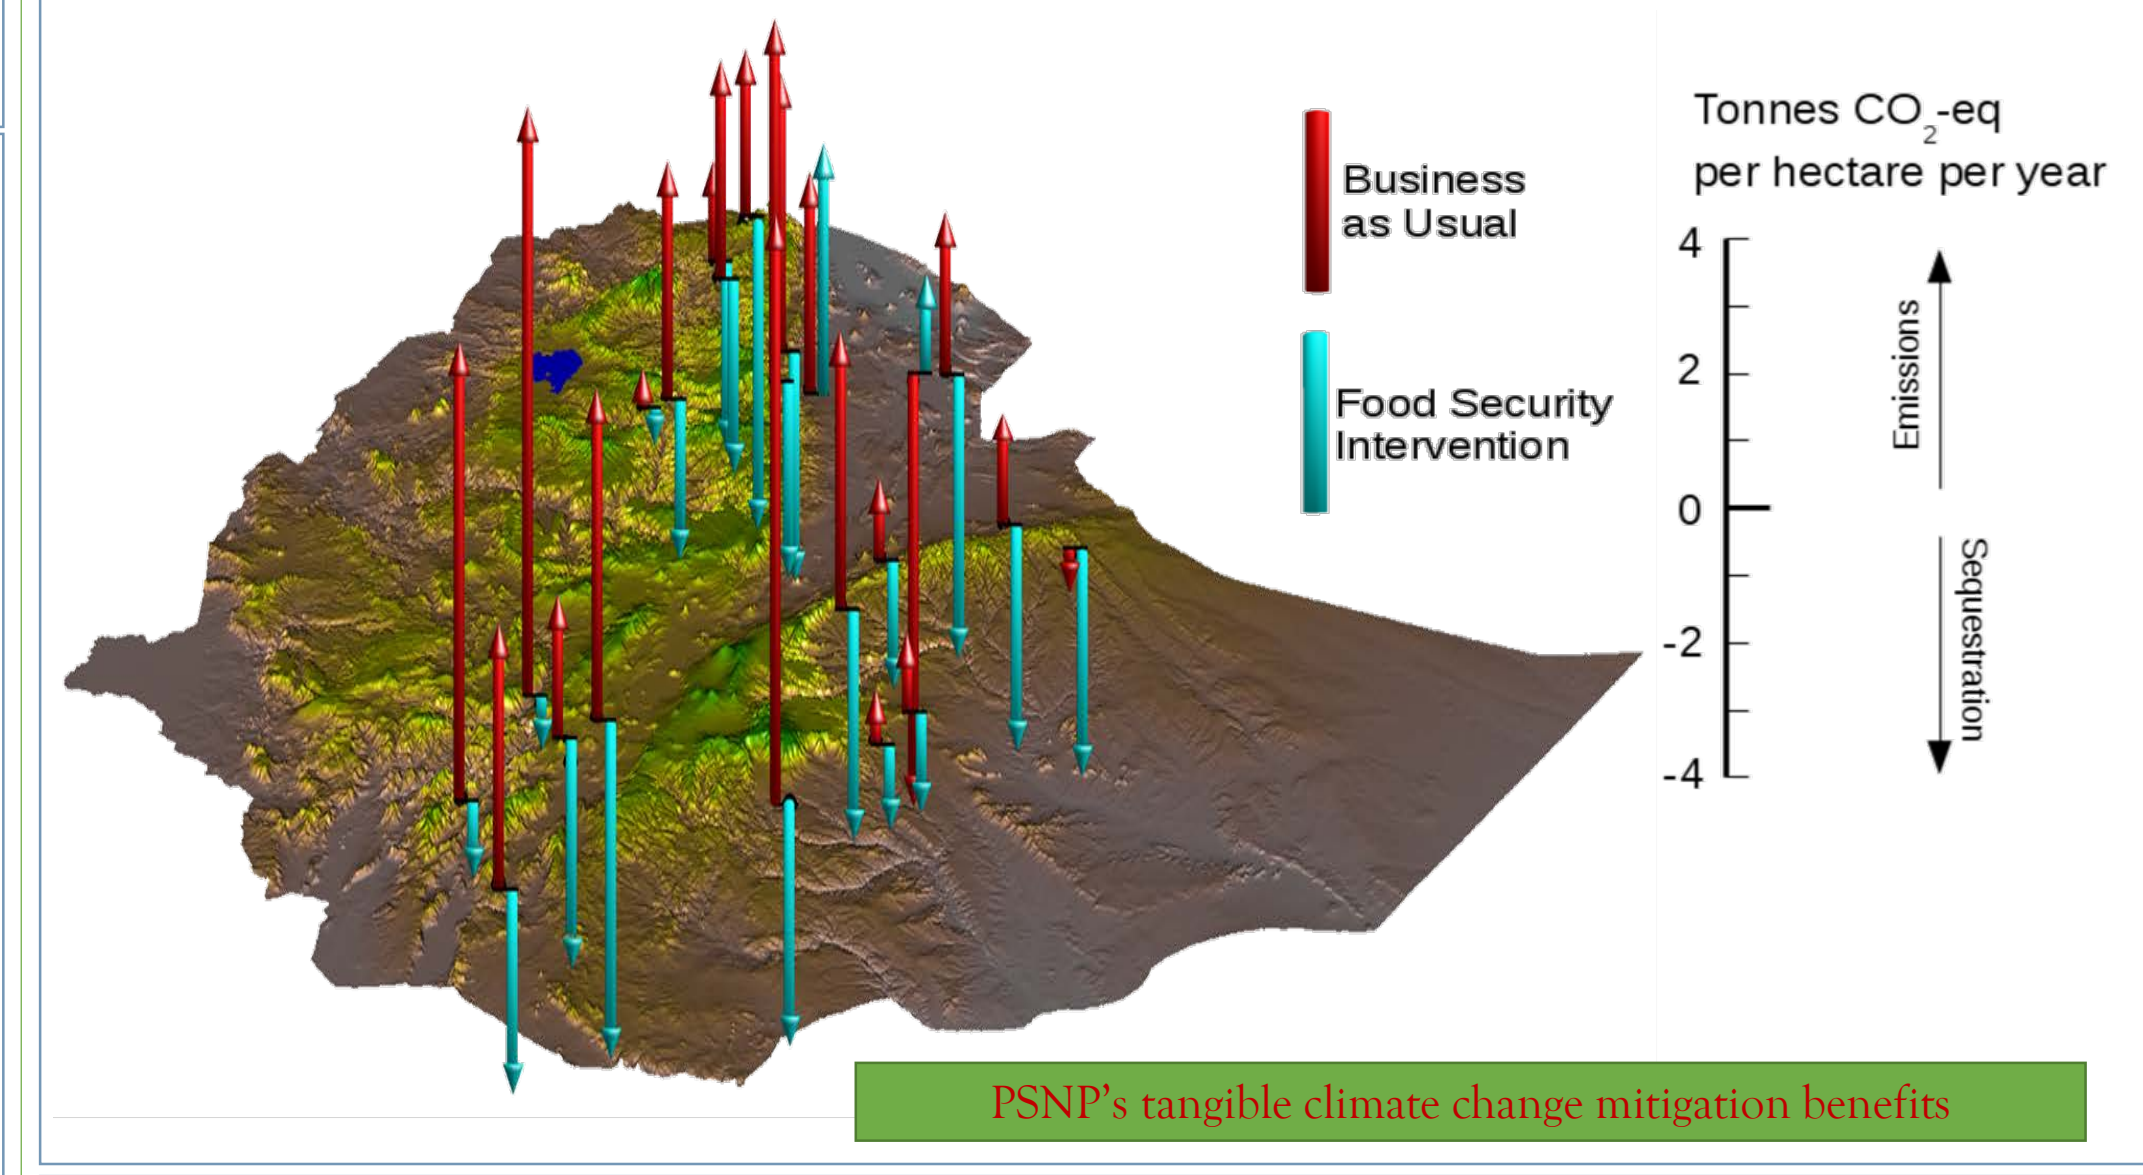 Business
as Usual
Food Security
Intervention
Tonnes CO₂-eq
per hectare per year
4
2
0
-2
-4
Emissions
Sequestration
PSNP’s tangible climate change mitigation benefits